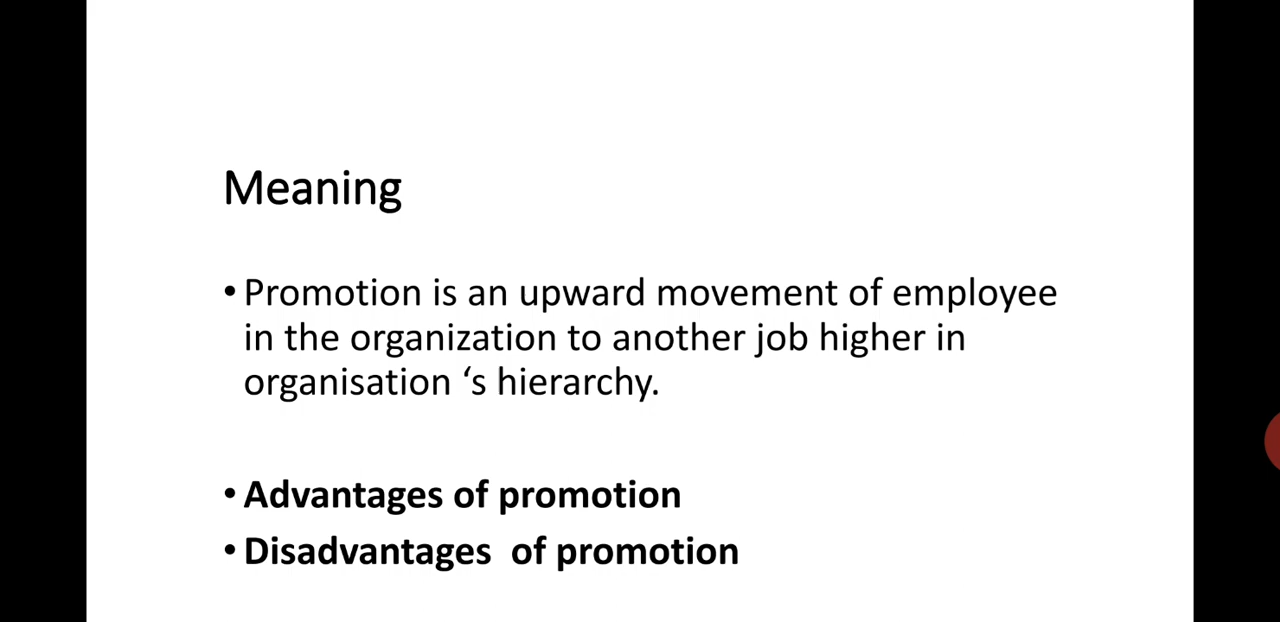 Meaning
• Promotion is an upward movement of employee
in the organization to another job higher in
organisation ‘s hierarchy.
• Advantages of promotion
• Disadvantages  of promotion